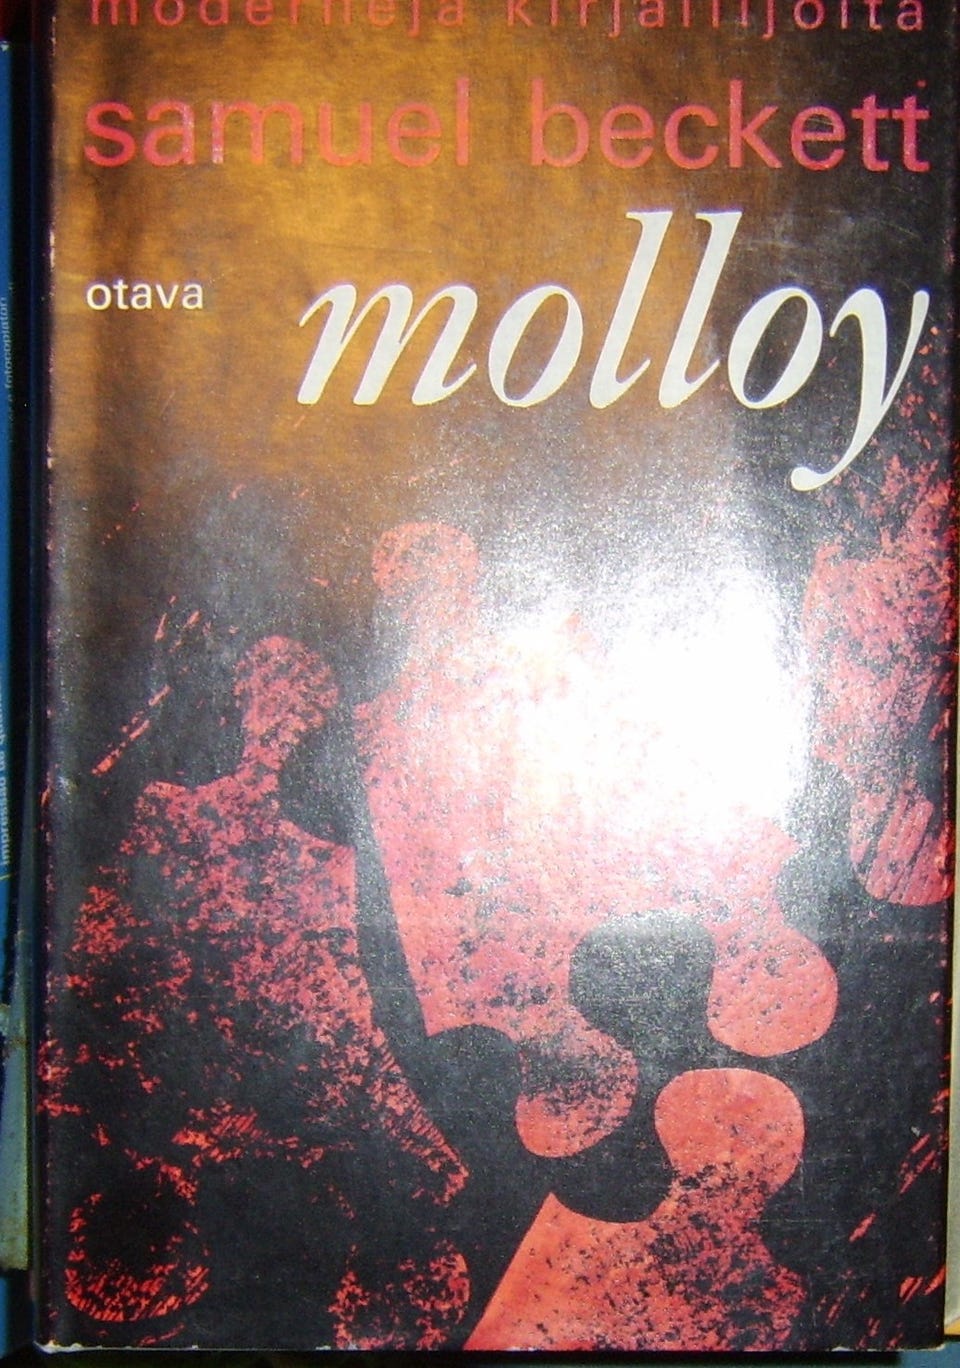 moderneja kirjailijoita
samuel beckett
otava
molloy